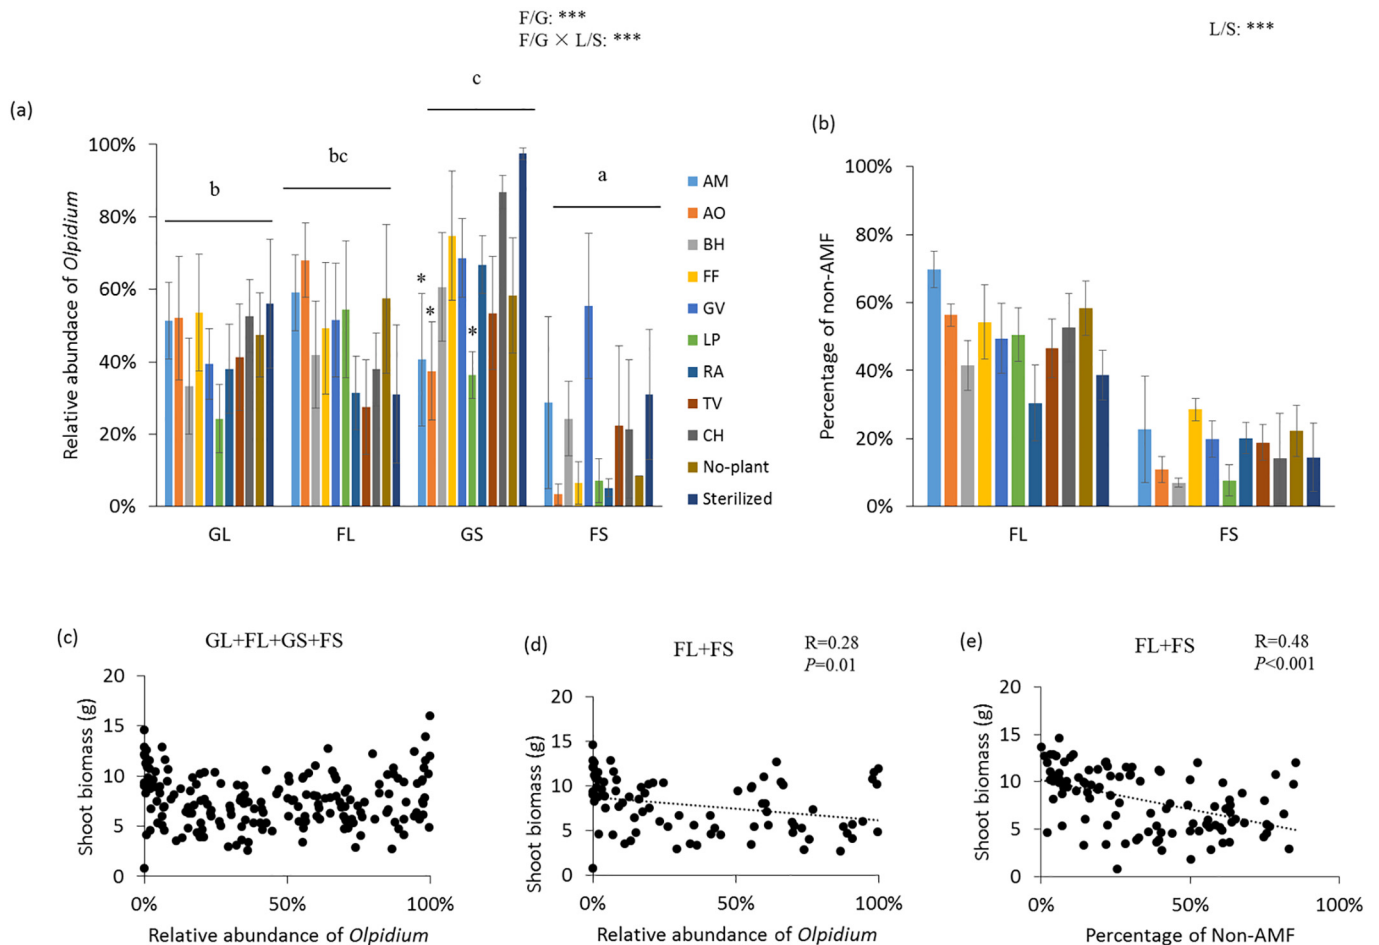 F/G: ***
F/G × L/S: ***
L/S: ***
(a)
c
bc
b
a
Relative abundace of Olpidium
100%
80%
60%
40%
20%
0%
*
*
*
GL
FL
GS
FS
AM
AO
BH
FF
GV
LP
RA
TV
CH
No-plant
Sterilized
(b)
Percentage of non-AMF
100%
80%
60%
40%
20%
0%
FL
FS
(c)
GL+FL+GS+FS
Shoot biomass (g)
20
15
10
5
0
0%
50%
100%
Relative abundance of Olpidium
(d)
FL+FS
R=0.28
P=0.01
Shoot biomass (g)
20
15
10
5
0
0%
50%
100%
Relative abundance of Olpidium
(e)
FL+FS
R=0.48
P<0.001
Shoot biomass (g)
20
15
10
5
0
0%
50%
100%
Percentage of Non-AMF